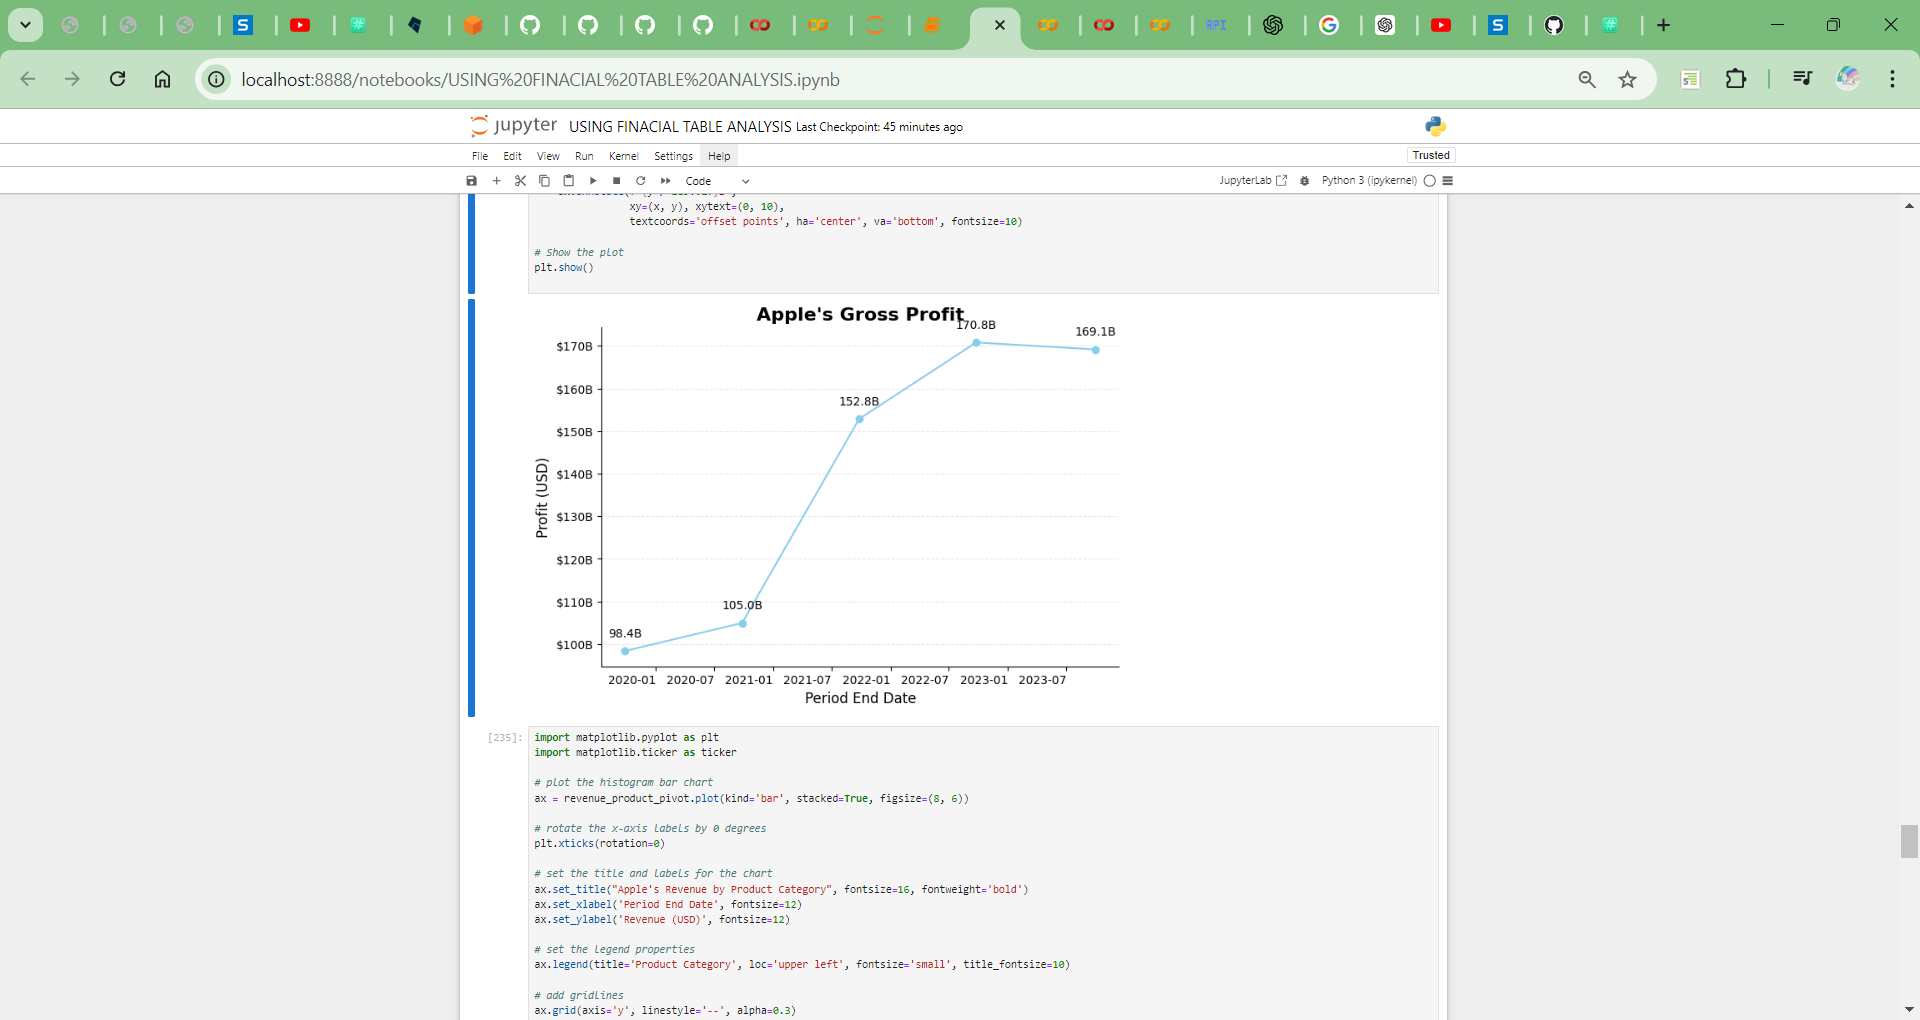 localhost:8888/notebooks/USING%20FINACIAL%20TABLE%20ANALYSIS.ipynb
jupyter USING FINACIAL TABLE ANALYSIS Last Checkpoint: 45 minutes ago
File Edit View Run Kernel Settings Help Trusted
Code JupyterLab Python 3 (ipykernel)
xy=(x, y), xytext=(0, 10),
textcoords='offset points', ha='center', va='bottom', fontsize=10)
# Show the plot
plt.show()
Apple's Gross Profit
170.8B
169.1B
$170B
$160B
152.8B
$150B
$140B
$130B
$120B
$110B
105.0B
98.4B
$100B
Profit (USD)
2020-01 2020-07 2021-01 2021-07 2022-01 2022-07 2023-01 2023-07
Period End Date
[235]: import matplotlib.pyplot as plt
import matplotlib.ticker as ticker
# plot the histogram bar chart
ax = revenue_product_pivot.plot(kind='bar', stacked=True, figsize=(8, 6))
# rotate the x-axis labels by 0 degrees
plt.xticks(rotation=0)
# set the title and labels for the chart
ax.set_title("Apple's Revenue by Product Category", fontsize=16, fontweight='bold')
ax.set_xlabel('Period End Date', fontsize=12)
ax.set_ylabel('Revenue (USD)', fontsize=12)
# set the legend properties
ax.legend(title='Product Category', loc='upper left', fontsize='small', title_fontsize=10)
# add gridlines
ax.grid(axis='y', linestyle='--', alpha=0.3)